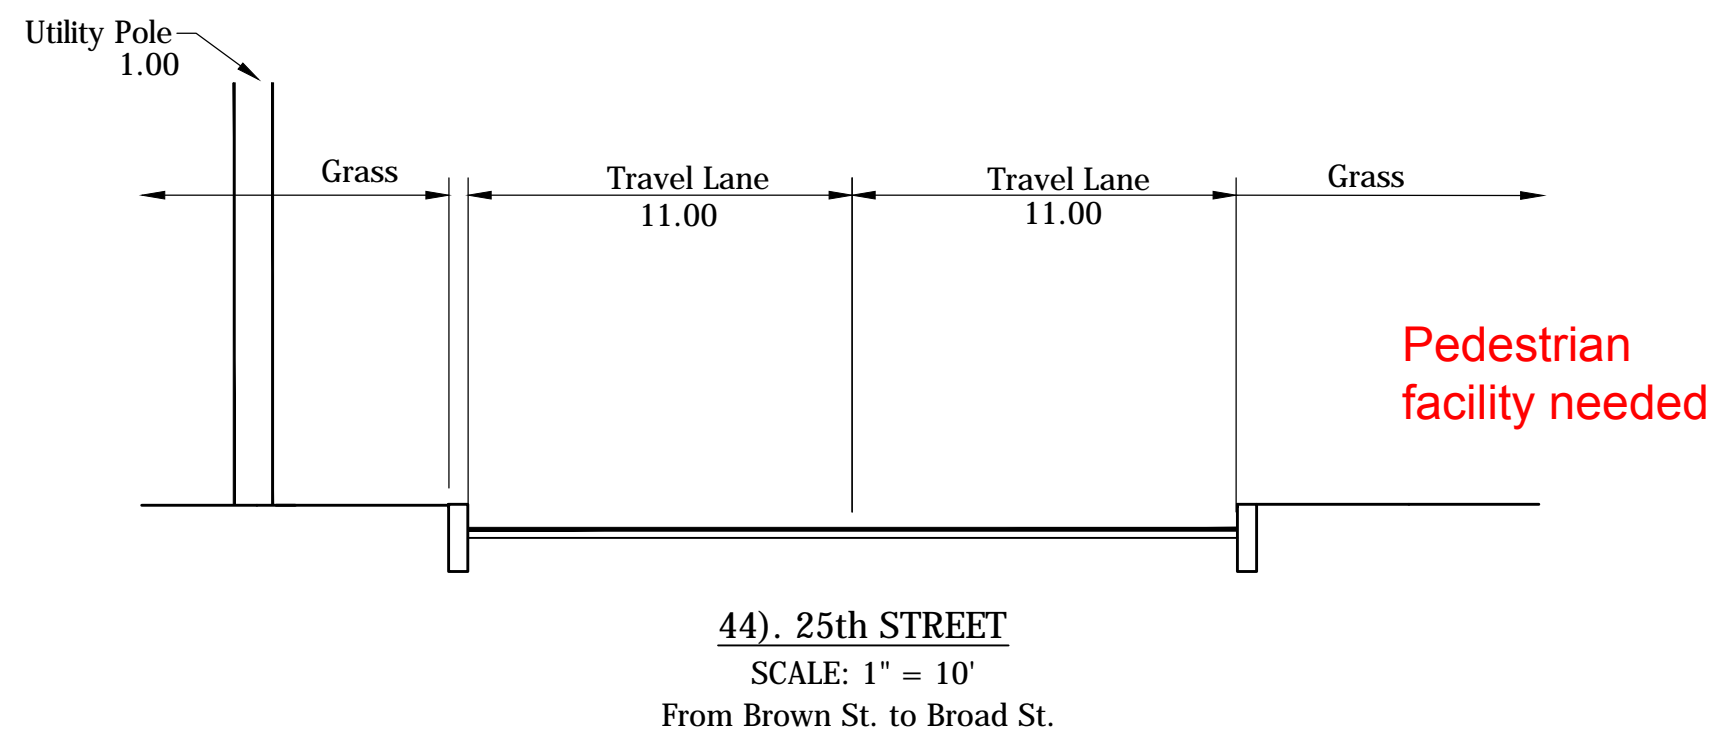 Utility Pole
1.00
Grass
Travel Lane
11.00
Travel Lane
11.00
Grass
Pedestrian
facility needed
44). 25th STREET
SCALE: 1" = 10'
From Brown St. to Broad St.